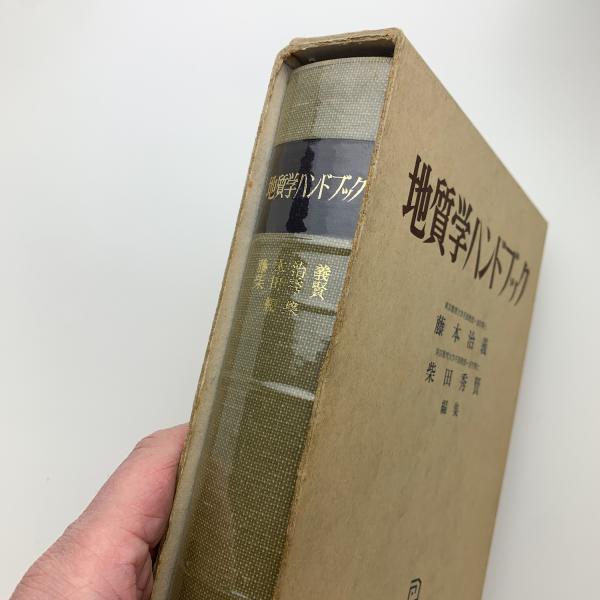 地質学ハンドブック
藤本治義
柴田秀賢
地質学ハンドブック
藤本治義
柴田秀賢
編集